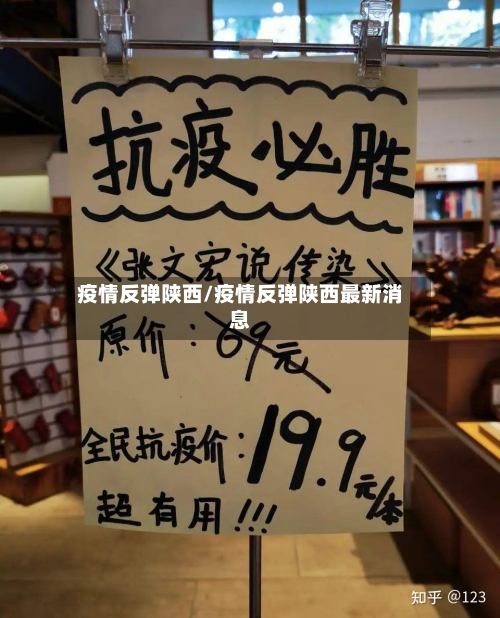 抗疫必胜
《张文宏说传染》
疫情反弹陕西/疫情反弹陕西最新消
息
原价：69元
全民抗疫价：19.9元/本
超有用!!!
知乎 @123